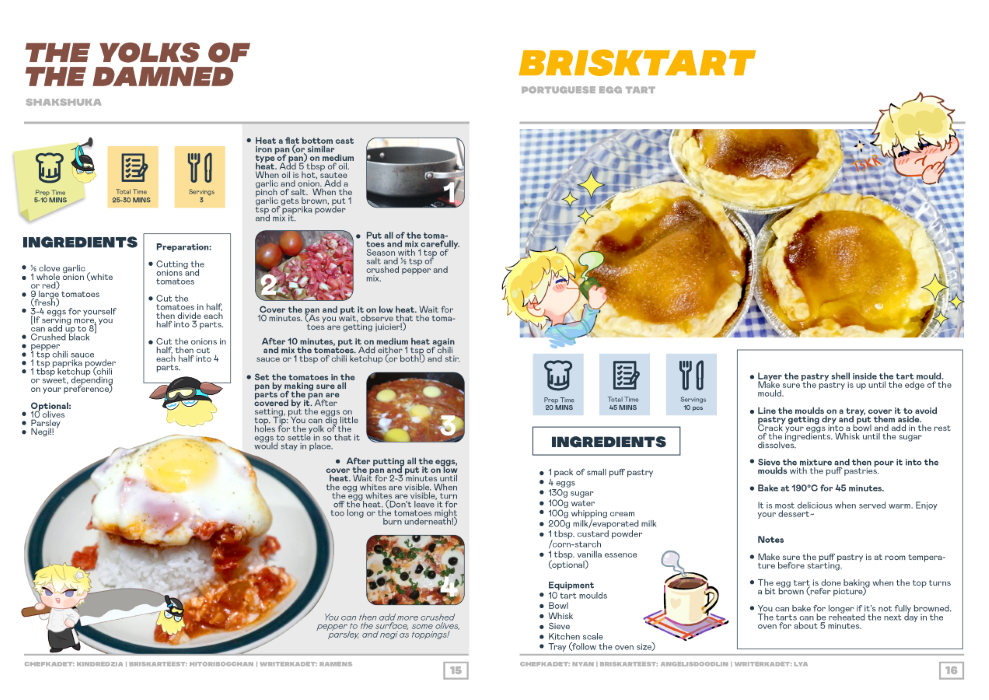 THE YOLKS OF
THE DAMNED
SHAKSHUKA
Prep Time
5-10 MINS
Total Time
25-30 MINS
Servings
3
INGREDIENTS
• ½ clove garlic
• 1 whole onion (white
or red)
• 9 large tomatoes
(fresh)
• 3-4 eggs for yourself
[If serving more, you
can add up to 8]
• Crushed black
• pepper
• 1 tsp chili sauce
• 1 tsp paprika powder
• 1 tbsp ketchup (chili
or sweet, depending
on your preference)
Optional:
• 10 olives
• Parsley
• Negi!!
Preparation:
• Cutting the
onions and
tomatoes
• Cut the
tomatoes in half,
then divide each
half into 3 parts.
• Cut the onions in
half, then cut
each half into 4
parts.
• Heat a flat bottom cast
iron pan (or similar
type of pan) on medium
heat. Add 5 tbsp of oil.
When oil is hot, sautee
garlic and onion. Add a
pinch of salt. When the
garlic gets brown, put 1
tsp of paprika powder
and mix it.
1
2
• Put all of the toma-
toes and mix carefully.
Season with 1 tsp of
salt and ½ tsp of
crushed pepper and
mix.
Cover the pan and put it on low heat. Wait for
10 minutes. (As you wait, observe that the toma-
toes are getting juicier!)
After 10 minutes, put it on medium heat again
and mix the tomatoes. Add either 1 tsp of chili
sauce or 1 tbsp of chili ketchup (or both!) and stir.
• Set the tomatoes in the
pan by making sure all
parts of the pan are
covered by it. After
setting, put the eggs on
top. Tip: You can dig little
holes for the yolk of the
eggs to settle in so that it
would stay in place.
3
• After putting all the eggs,
cover the pan and put it on low
heat. Wait for 2-3 minutes until
the egg whites are visible. When
the egg whites are visible, turn
off the heat. (Don't leave it for
too long or the tomatoes might
burn underneath!)
4
You can then add more crushed
pepper to the surface, some olives,
parsley, and negi as toppings!
CHEFKADET: KINDREDZIA | BRISKARTEEST: HITORIBOGGHAN | WRITERKADET: RAMENS
15
BRISKTART
PORTUGUESE EGG TART
Prep Time
20 MINS
Total Time
45 MINS
Servings
10 pcs
INGREDIENTS
• 1 pack of small puff pastry
• 4 eggs
• 130g sugar
• 100g water
• 100g whipping cream
• 200g milk/evaporated milk
• 1 tbsp. custard powder
/corn-starch
• 1 tbsp. vanilla essence
(optional)
Equipment
• 10 tart moulds
• Bowl
• Whisk
• Sieve
• Kitchen scale
• Tray (follow the oven size)
• Layer the pastry shell inside the tart mould.
Make sure the pastry is up until the edge of the
mould.
• Line the moulds on a tray, cover it to avoid
pastry getting dry and put them aside.
Crack your eggs into a bowl and add in the rest
of the ingredients. Whisk until the sugar
dissolves.
• Sieve the mixture and then pour it into the
moulds with the puff pastries.
• Bake at 190°C for 45 minutes.
It is most delicious when served warm. Enjoy
your dessert~
Notes
• Make sure the puff pastry is at room tempera-
ture before starting.
• The egg tart is done baking when the top turns
a bit brown (refer picture)
• You can bake for longer if it's not fully browned.
The tarts can be reheated the next day in the
oven for about 5 minutes.
CHEFKADET: NYAN | BRISKARTEEST: ANGELISDOOOLIN | WRITERKADET: LYA
16